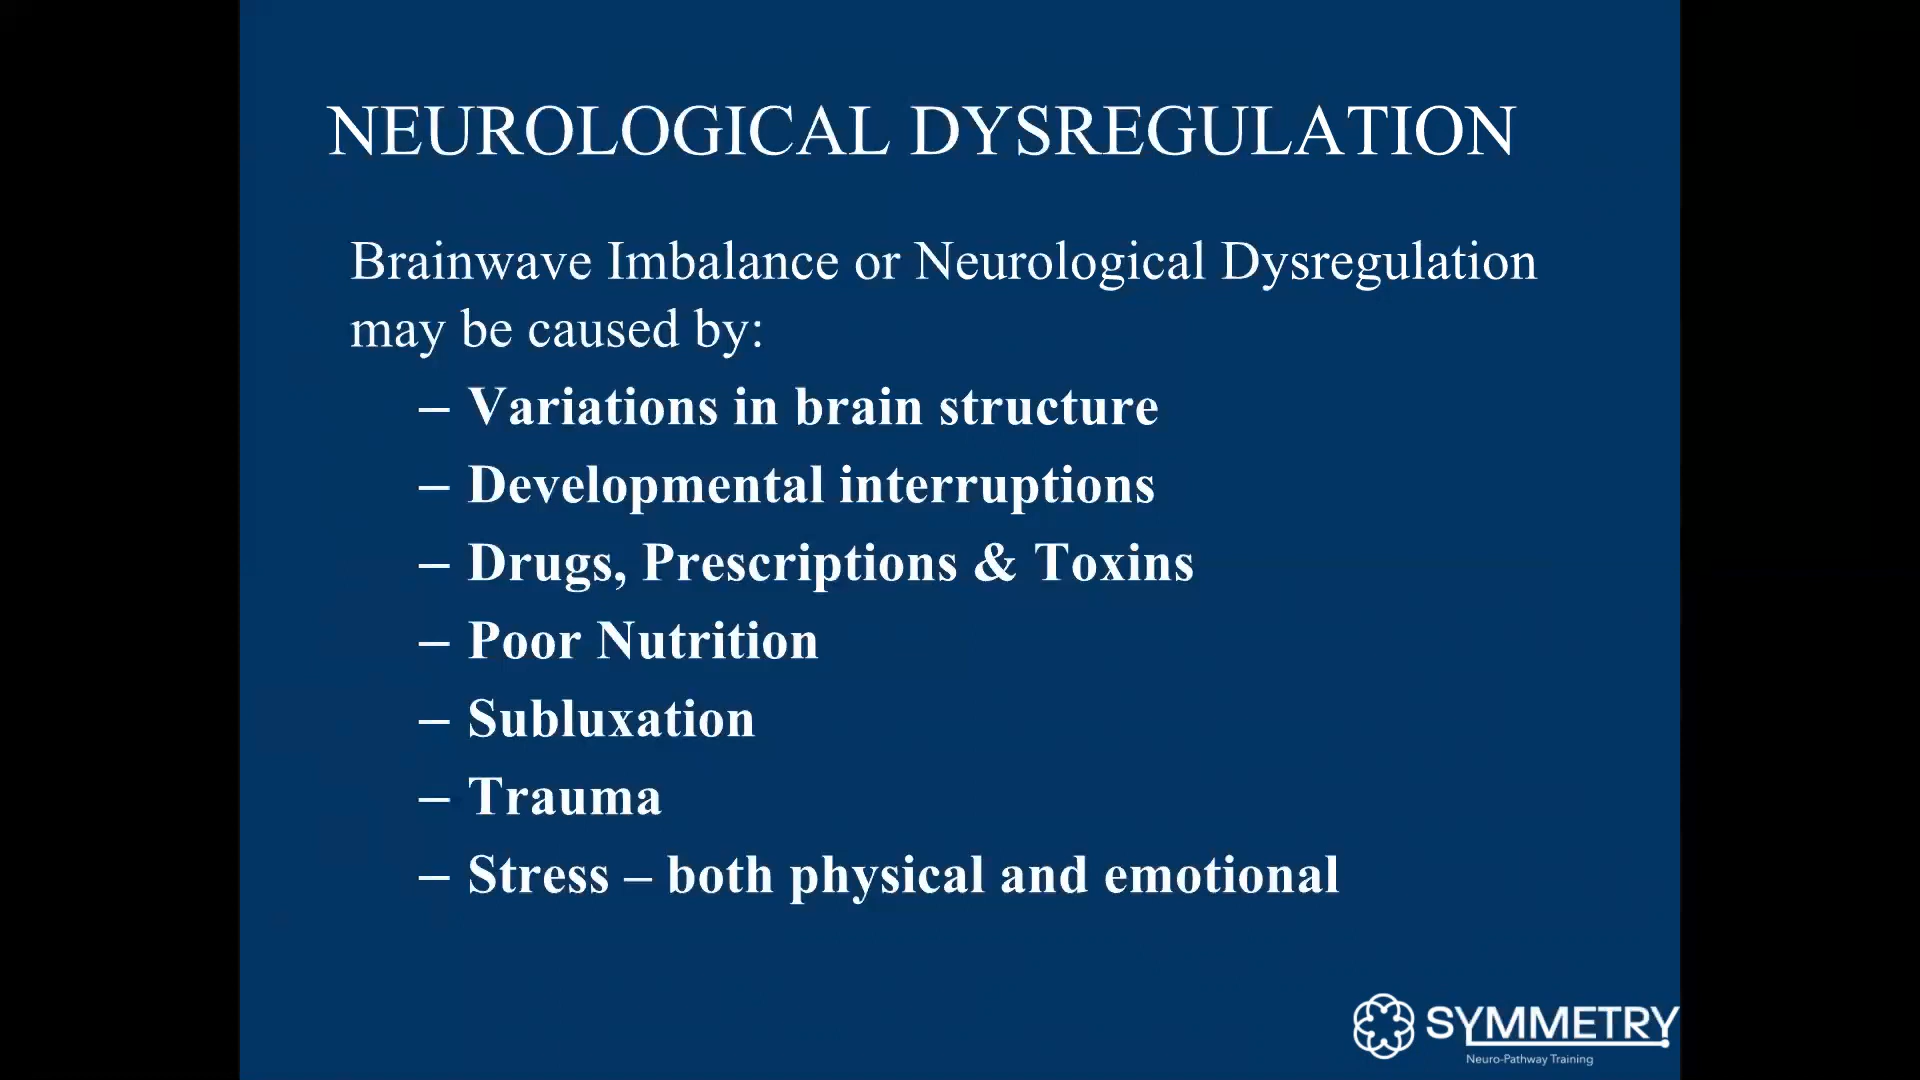 NEUROLOGICAL DYSREGULATION
Brainwave Imbalance or Neurological Dysregulation
may be caused by:
– Variations in brain structure
– Developmental interruptions
– Drugs, Prescriptions & Toxins
– Poor Nutrition
– Subluxation
– Trauma
– Stress – both physical and emotional
SYMMETRY
Neuro-Pathway Training